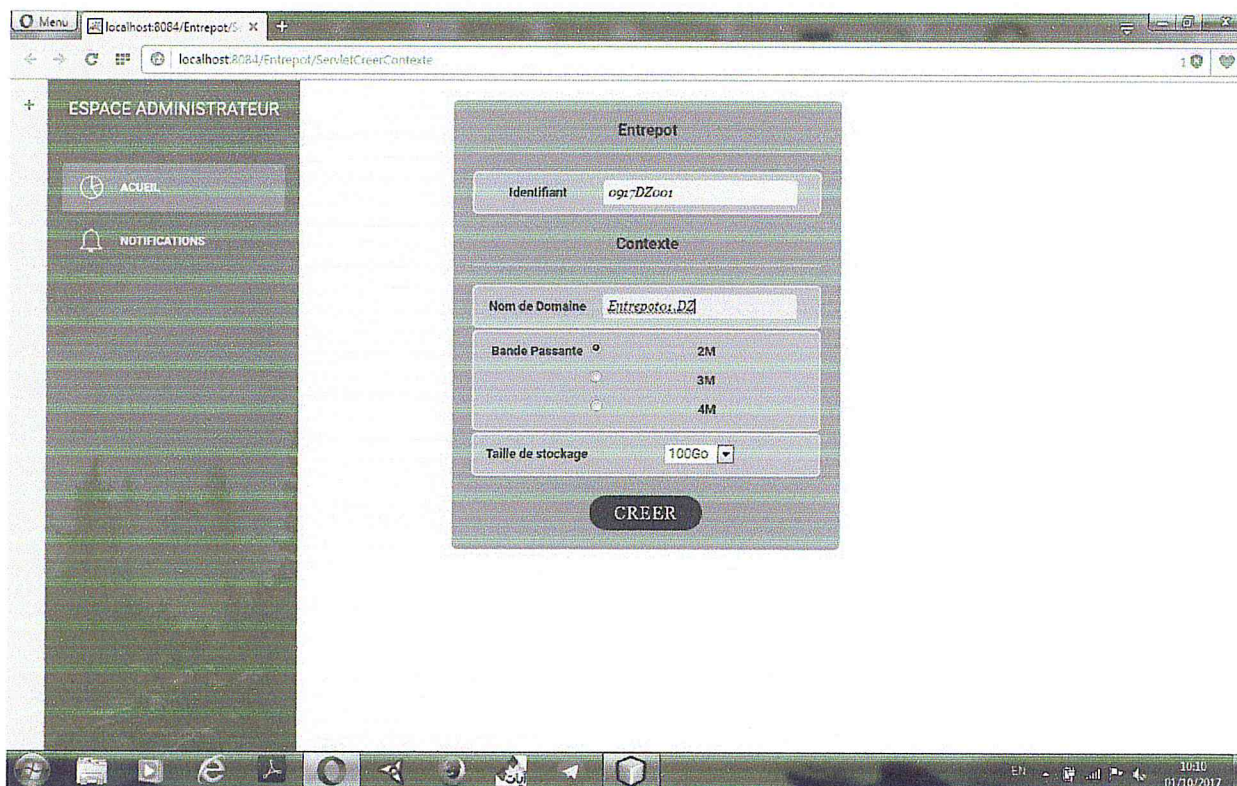 Menu
localhost:8084/Entrepot/S
localhost:8084/Entrepot/ServletCreerContexte
1
ESPACE ADMINISTRATEUR
ACUEIL
NOTIFICATIONS
Entrepot
Identifiant 0917DZ001
Contexte
Nom de Domaine Entrepot01.DZ
Bande Passante 2M
3M
4M
Taille de stockage 100Go
CREER
EN
10:10
01/10/2017